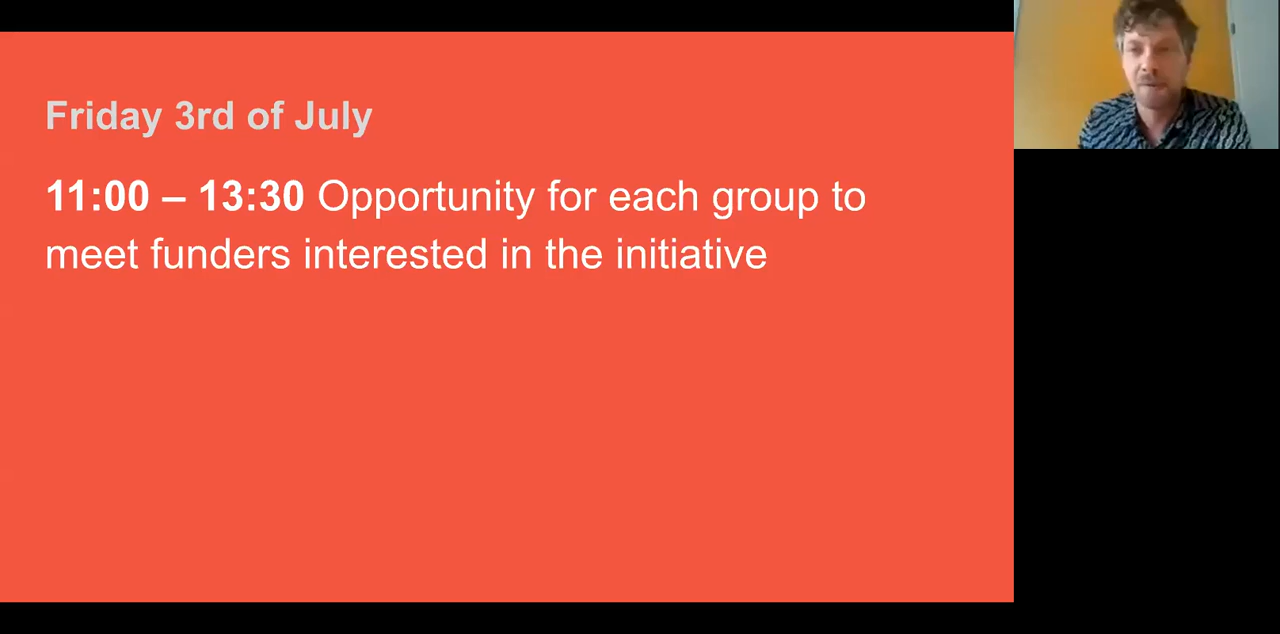 Friday 3rd of July
11:00 – 13:30 Opportunity for each group to
meet funders interested in the initiative